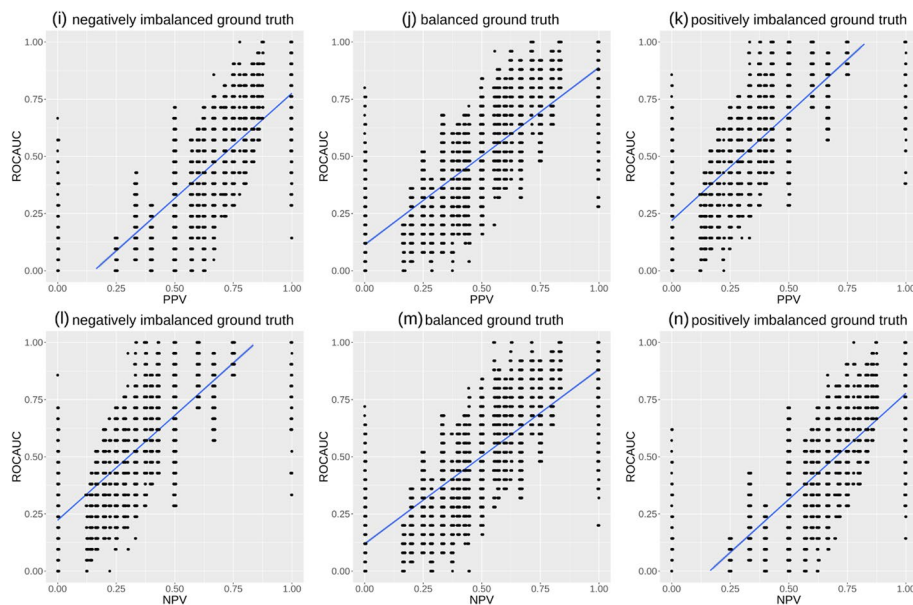 (i) negatively imbalanced ground truth
(j) balanced ground truth
(k) positively imbalanced ground truth
ROCAUC
1.00
0.75
0.50
0.25
0.00
0.00 0.25 0.50 0.75 1.00
PPV
ROCAUC
1.00
0.75
0.50
0.25
0.00
0.00 0.25 0.50 0.75 1.00
PPV
ROCAUC
1.00
0.75
0.50
0.25
0.00
0.00 0.25 0.50 0.75 1.00
PPV
(l) negatively imbalanced ground truth
(m) balanced ground truth
(n) positively imbalanced ground truth
ROCAUC
1.00
0.75
0.50
0.25
0.00
0.00 0.25 0.50 0.75 1.00
NPV
ROCAUC
1.00
0.75
0.50
0.25
0.00
0.00 0.25 0.50 0.75 1.00
NPV
ROCAUC
1.00
0.75
0.50
0.25
0.00
0.00 0.25 0.50 0.75 1.00
NPV